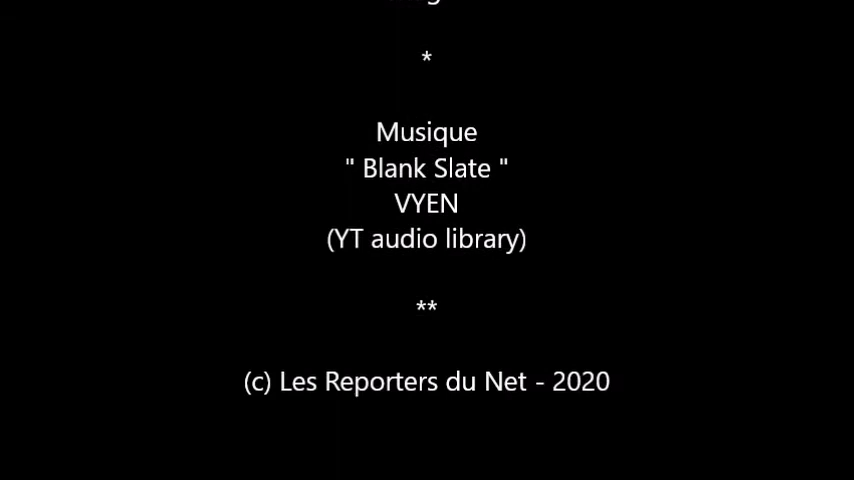 *
Musique
" Blank Slate "
VYEN
(YT audio library)
**
(c) Les Reporters du Net - 2020